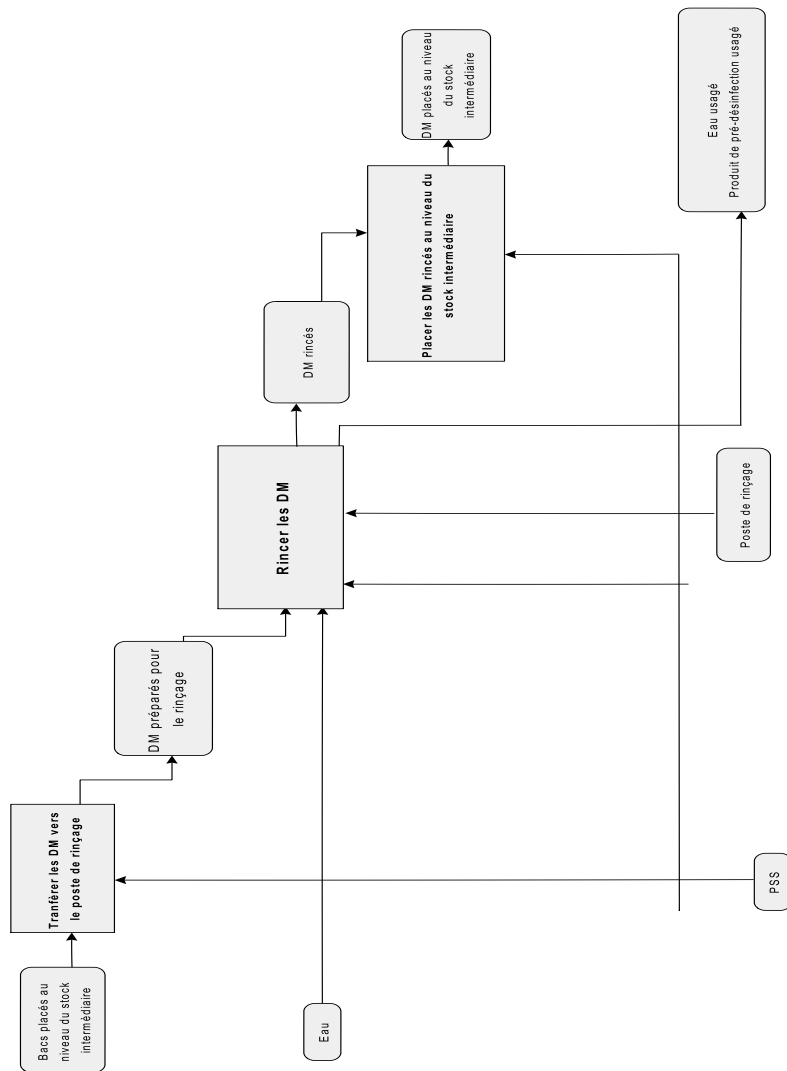 Bacs placés au
niveau du stock
intermédiaire
Tranférer les DM vers
le poste de rinçage
DM préparés pour
le rinçage
Rincer les DM
DM rincés
Placer les DM rincés au niveau du
stock intermédiaire
DM placés au niveau
du stock
intermédiaire
Eau
PSS
Poste de rinçage
Eau usagé
Produit de pré-désinfection usagé